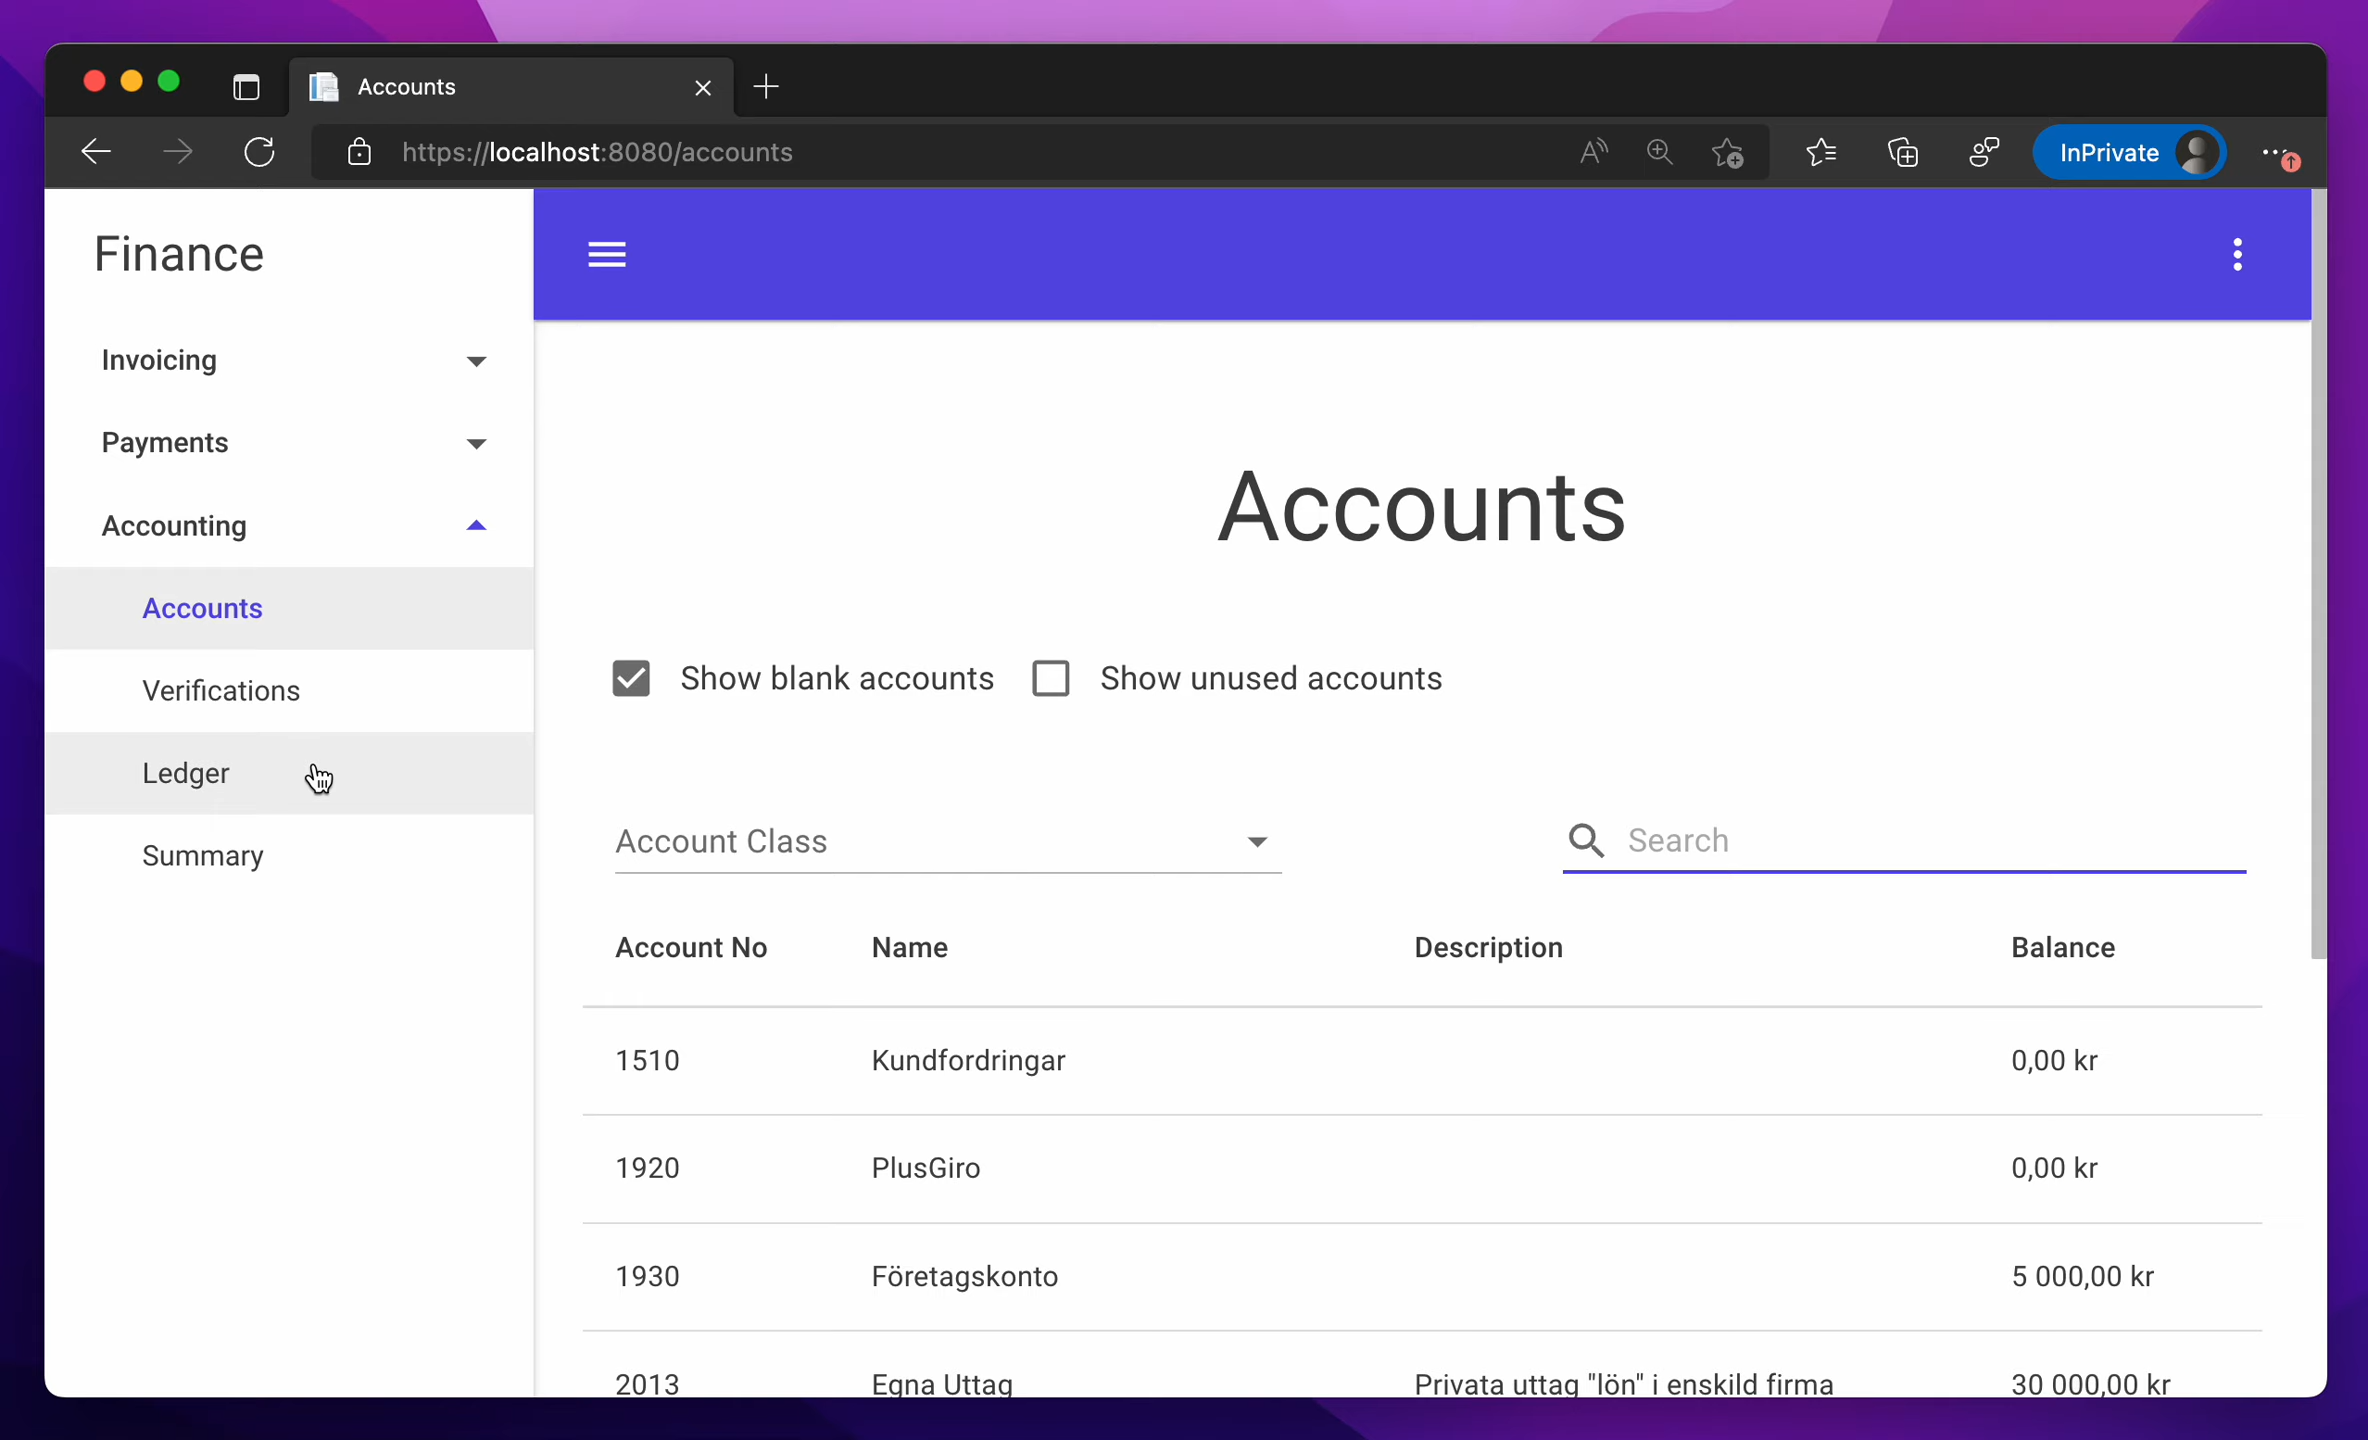 Accounts
https://localhost:8080/accounts
InPrivate
Finance
Invoicing
Payments
Accounting
Accounts
Verifications
Ledger
Summary
Accounts
Show blank accounts
Show unused accounts
Account Class
Search
Account No Name Description Balance
1510 Kundfordringar 0,00 kr
1920 PlusGiro 0,00 kr
1930 Företagskonto 5 000,00 kr
2013 Egna Uttag Privata uttag "lön" i enskild firma 30 000,00 kr